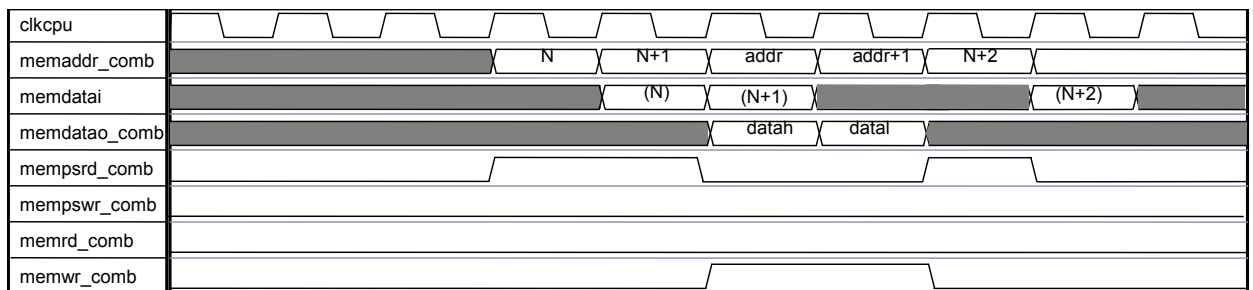 clkcpu
memaddr_comb N N+1 addr addr+1 N+2
memdatai (N) (N+1) (N+2)
memdatao_comb datah datal
mempsrd_comb
mempswr_comb
memrd_comb
memwr_comb